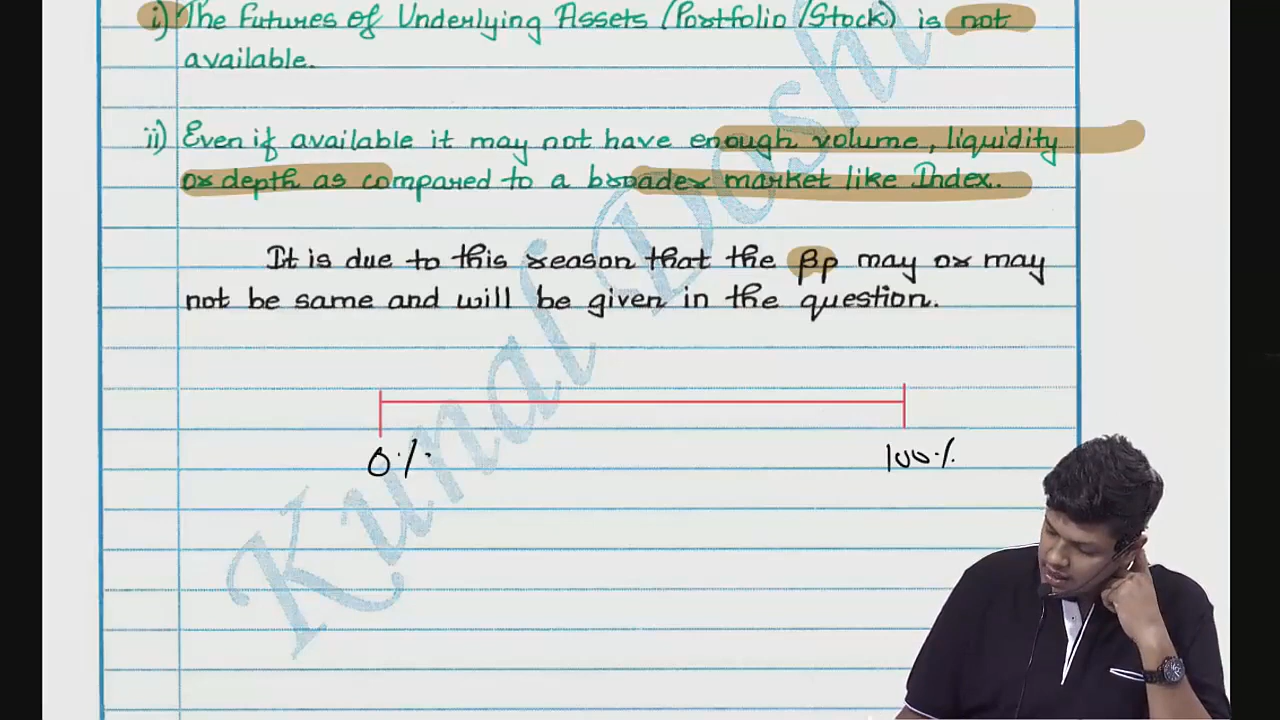 i) The Futures of Underlying Assets (Portfolio/Stock) is not
available.
ii) Even if available it may not have enough volume, liquidity
or depth as compared to a broader market like Index.
It is due to this reason that the βp may or may
not be same and will be given in the question.
0%
100%
Kunal Doshi